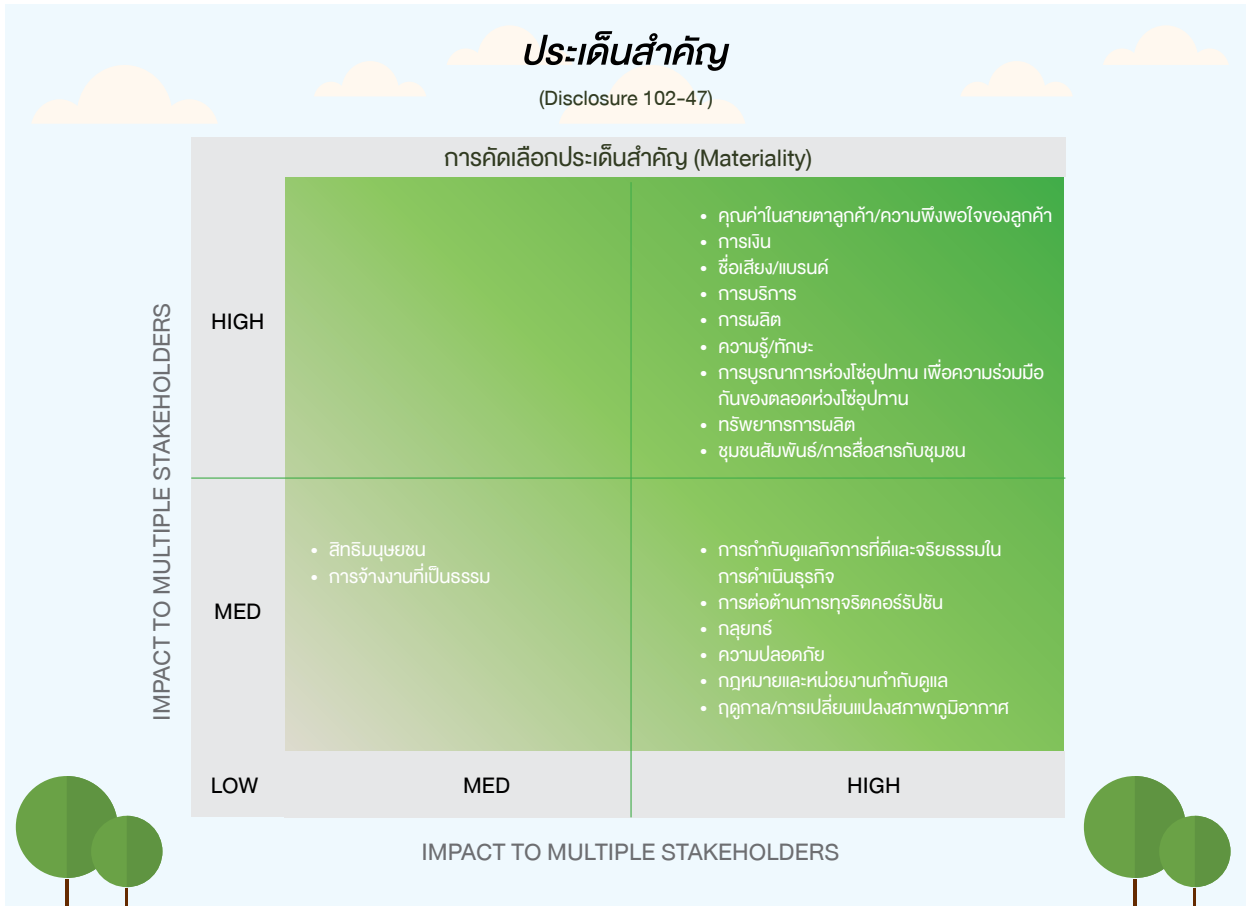 ประเด็นสำคัญ
(Disclosure 102-47)
การคัดเลือกประเด็นสำคัญ (Materiality)
IMPACT TO MULTIPLE STAKEHOLDERS
HIGH
• คุณค่าในสายตาลูกค้า/ความพึงพอใจของลูกค้า
• การเงิน
• ชื่อเสียง/แบรนด์
• การบริการ
• การผลิต
• ความรู้/ทักษะ
• การบูรณาการห่วงโซ่อุปทาน เพื่อความร่วมมือ
กันของตลอดห่วงโซ่อุปทาน
• ทรัพยากรการผลิต
• ชุมชนสัมพันธ์/การสื่อสารกับชุมชน
MED
• สิทธิมนุษยชน
• การจ้างงานที่เป็นธรรม
• การกำกับดูแลกิจการที่ดีและจริยธรรมใน
การดำเนินธุรกิจ
• การต่อต้านการทุจริตคอร์รัปชัน
• กลุยทธ์
• ความปลอดภัย
• กฎหมายและหน่วยงานกำกับดูแล
• ฤดูกาล/การเปลี่ยนแปลงสภาพภูมิอากาศ
LOW
MED
HIGH
IMPACT TO MULTIPLE STAKEHOLDERS